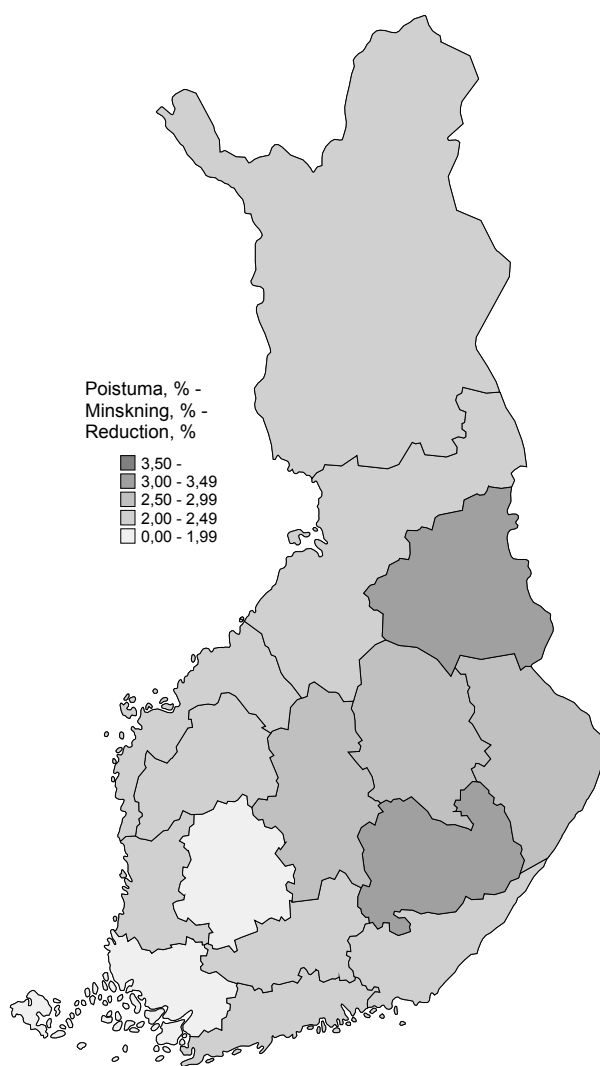 Poistuma, % -
Minskning, % -
Reduction, %
3,50 -
3,00 - 3,49
2,50 - 2,99
2,00 - 2,49
0,00 - 1,99